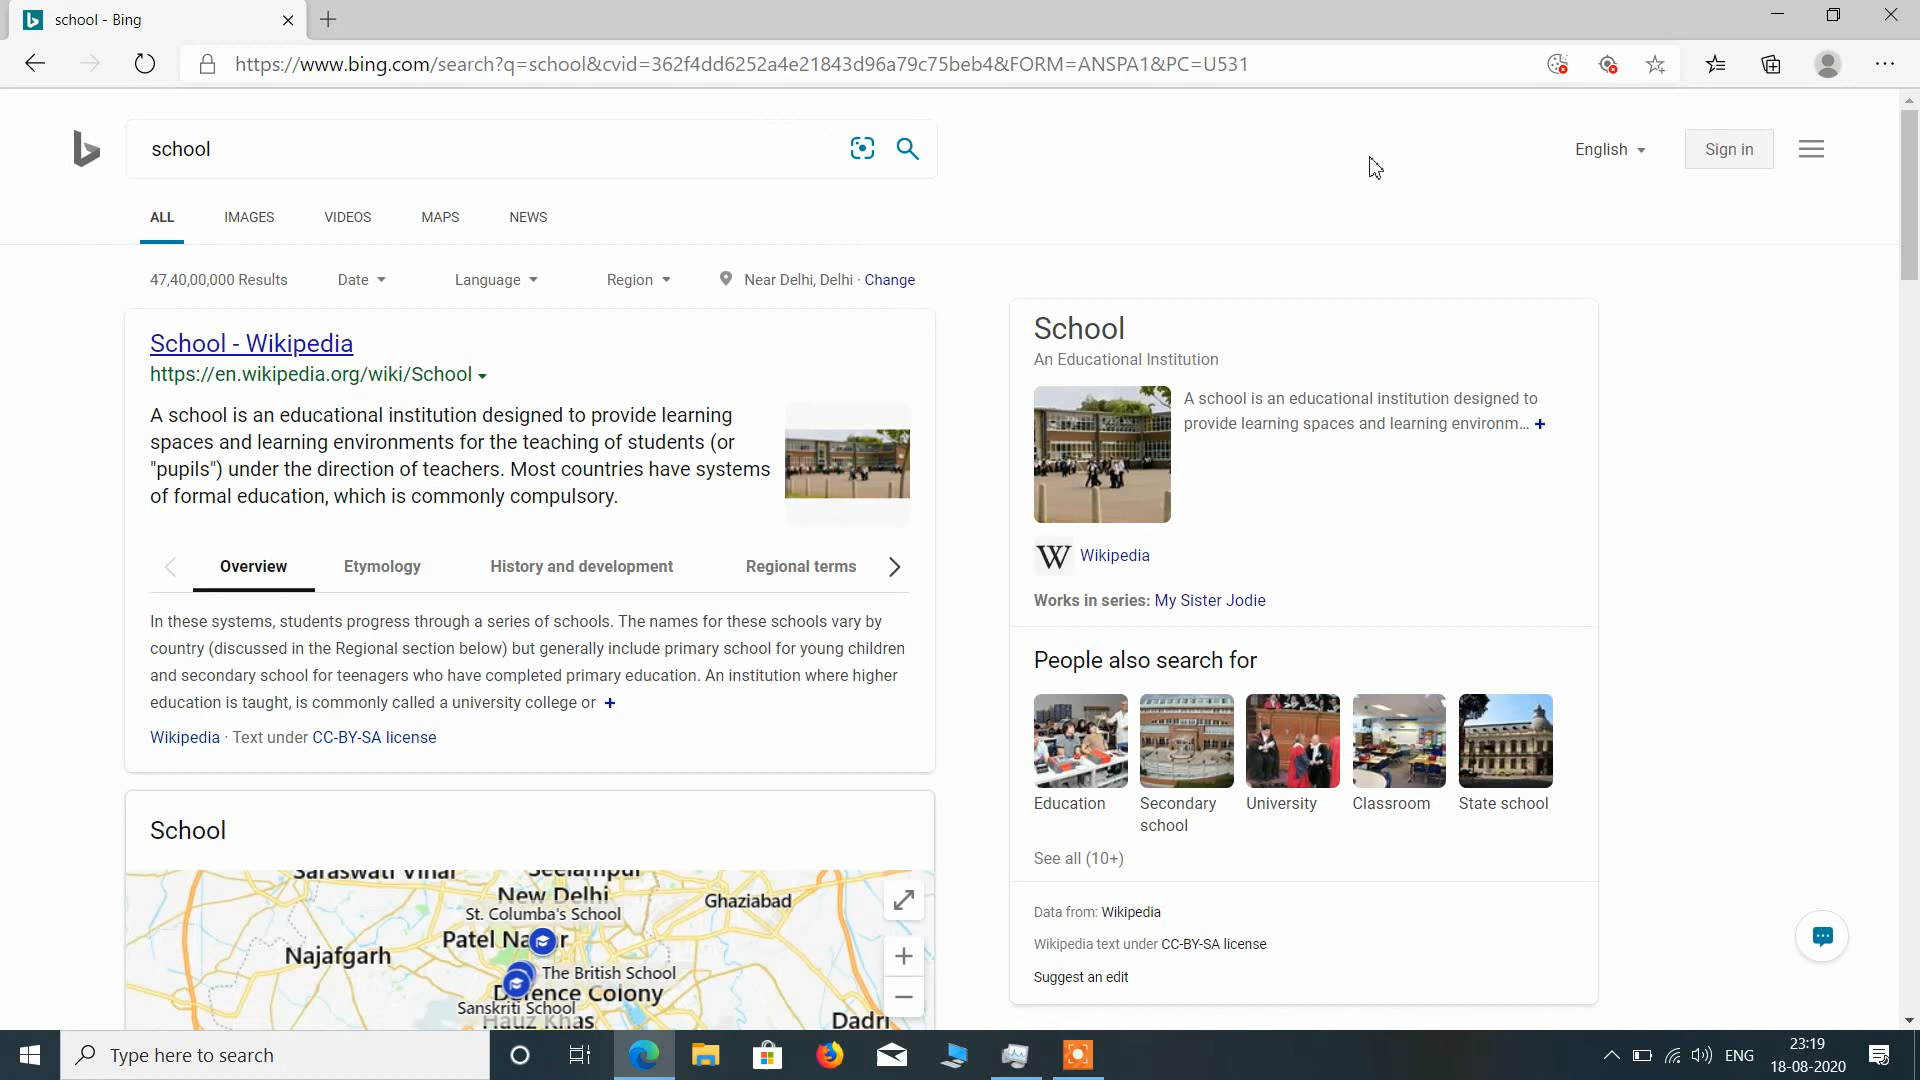 school - Bing
https://www.bing.com/search?q=school&cvid=362f4dd6252a4e21843d96a79c75beb4&FORM=ANSPA1&PC=U531
school
English
Sign in
ALL IMAGES VIDEOS MAPS NEWS
47,40,00,000 Results Date Language Region Near Delhi, Delhi · Change
School - Wikipedia
https://en.wikipedia.org/wiki/School
A school is an educational institution designed to provide learning
spaces and learning environments for the teaching of students (or
"pupils") under the direction of teachers. Most countries have systems
of formal education, which is commonly compulsory.
Overview Etymology History and development Regional terms
In these systems, students progress through a series of schools. The names for these schools vary by
country (discussed in the Regional section below) but generally include primary school for young children
and secondary school for teenagers who have completed primary education. An institution where higher
education is taught, is commonly called a university college or +
Wikipedia · Text under CC-BY-SA license
School
Saraswati Vihar
Seelampur
New Delhi
Ghaziabad
St. Columba's School
Patel Nagar
Najafgarh
The British School
Defence Colony
Sanskriti School
Hauz Khas
Dadri
School
An Educational Institution
A school is an educational institution designed to
provide learning spaces and learning environm... +
W Wikipedia
Works in series: My Sister Jodie
People also search for
Education
Secondary
school
University
Classroom
State school
See all (10+)
Data from: Wikipedia
Wikipedia text under CC-BY-SA license
Suggest an edit
Type here to search
ENG
23:19
18-08-2020